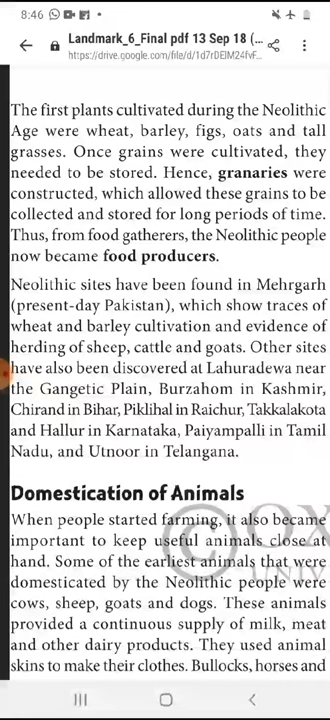 8:46
Landmark_6_Final pdf 13 Sep 18 (...
https://drive.google.com/file/d/1d7rDElM24fvF...
The first plants cultivated during the Neolithic
Age were wheat, barley, figs, oats and tall
grasses. Once grains were cultivated, they
needed to be stored. Hence, granaries were
constructed, which allowed these grains to be
collected and stored for long periods of time.
Thus, from food gatherers, the Neolithic people
now became food producers.
Neolithic sites have been found in Mehrgarh
(present-day Pakistan), which show traces of
wheat and barley cultivation and evidence of
herding of sheep, cattle and goats. Other sites
have also been discovered at Lahuradewa near
the Gangetic Plain, Burzahom in Kashmir,
Chirand in Bihar, Piklihal in Raichur, Takkalakota
and Hallur in Karnataka, Paiyampalli in Tamil
Nadu, and Utnoor in Telangana.
Domestication of Animals
When people started farming, it also became
important to keep useful animals close at
hand. Some of the earliest animals that were
domesticated by the Neolithic people were
cows, sheep, goats and dogs. These animals
provided a continuous supply of milk, meat
and other dairy products. They used animal
skins to make their clothes. Bullocks, horses and